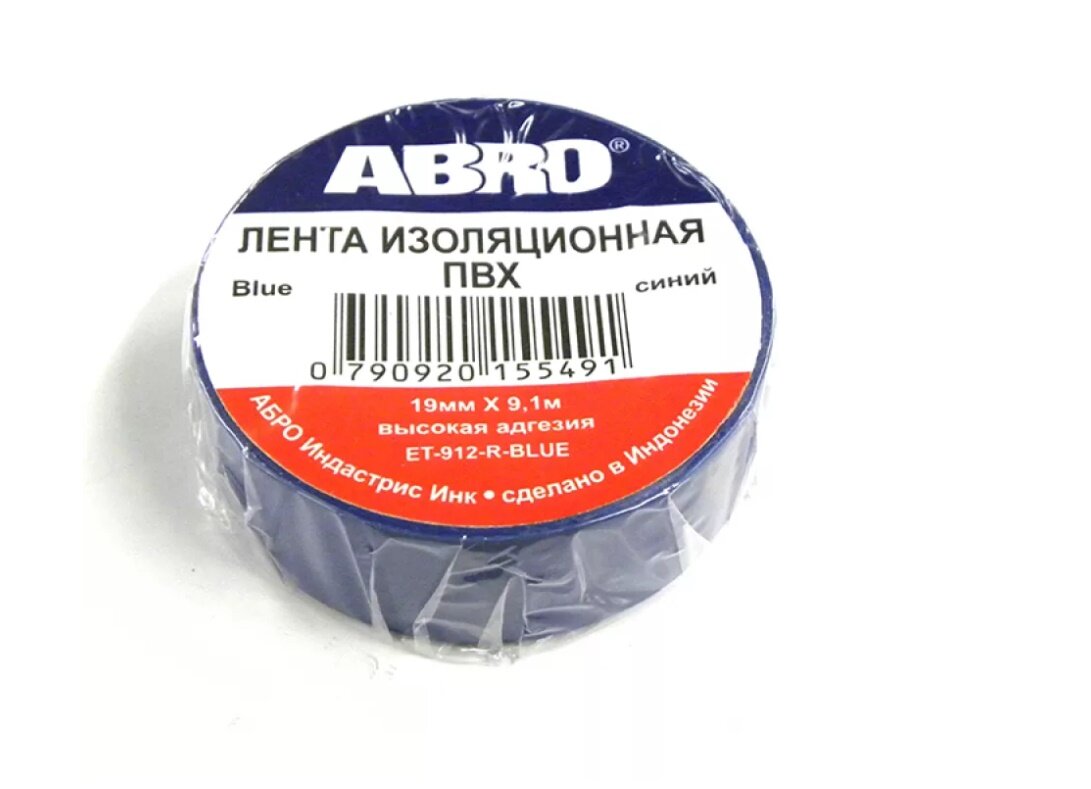 ABRO®
ЛЕНТА ИЗОЛЯЦИОННАЯ
ПВХ
Blue
синий
0 790920 155491
19мм X 9,1м
высокая адгезия
ET-912-R-BLUE
АБРО Индастрис Инк • сделано в Индонезии